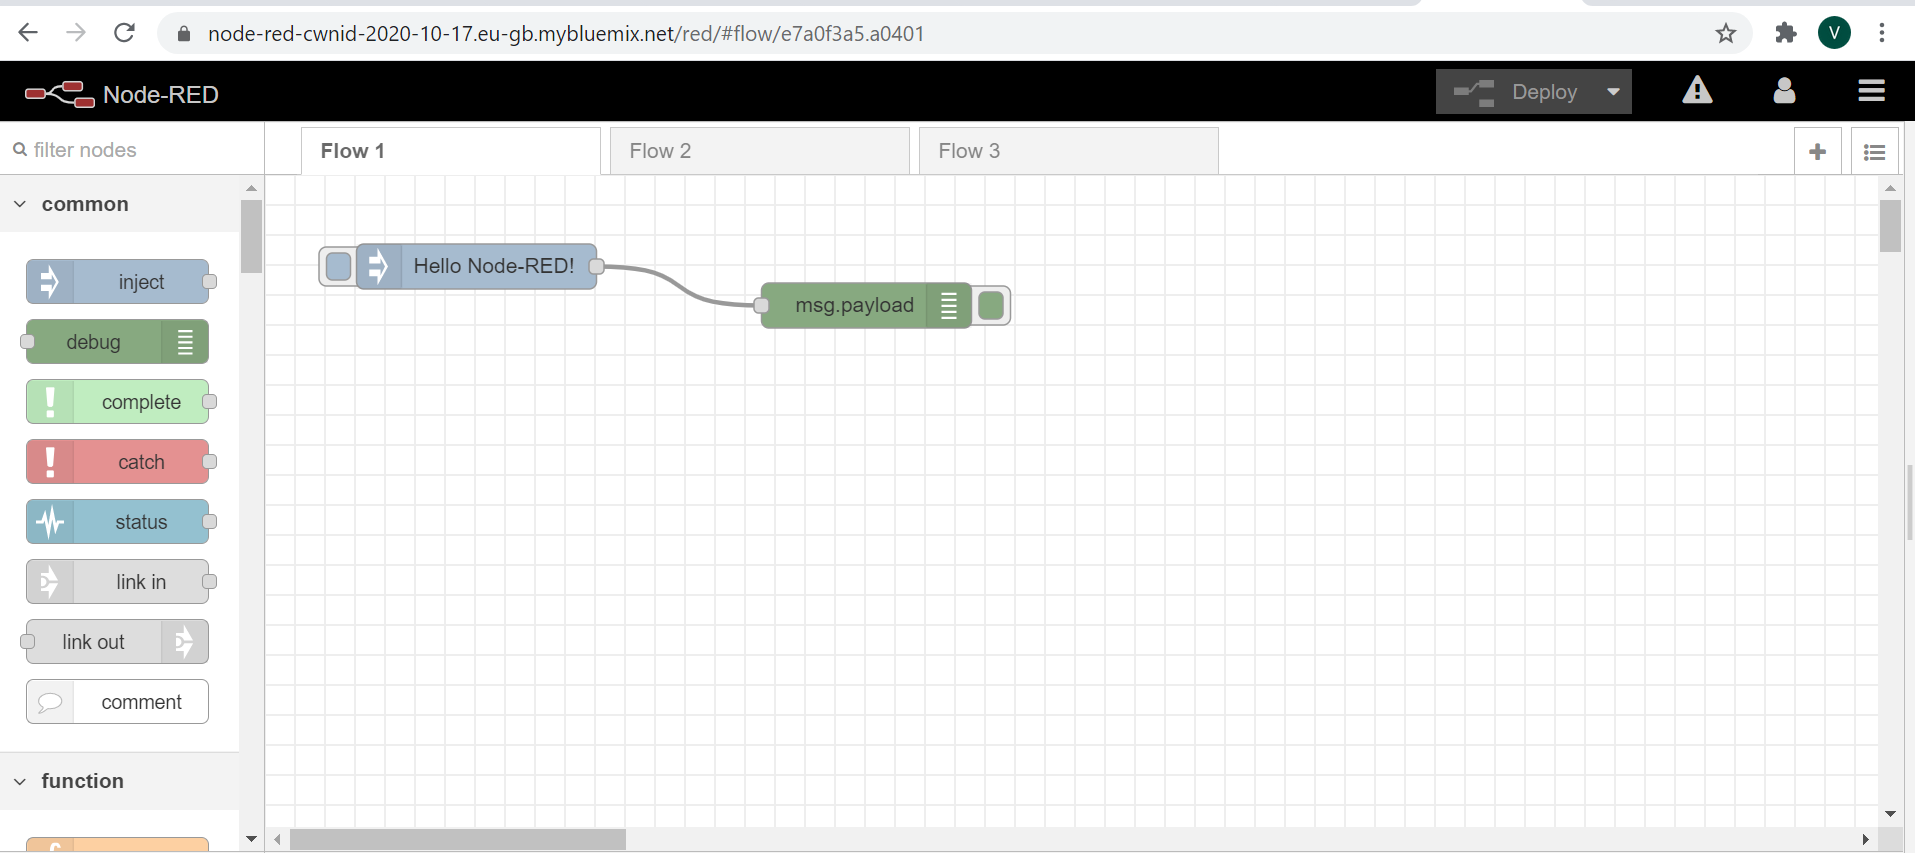 node-red-cwnid-2020-10-17.eu-gb.mybluemix.net/red/#flow/e7a0f3a5.a0401
V
Node-RED
Deploy
filter nodes
Flow 1
Flow 2
Flow 3
common
inject
debug
complete
catch
status
link in
link out
comment
function
Hello Node-RED!
msg.payload